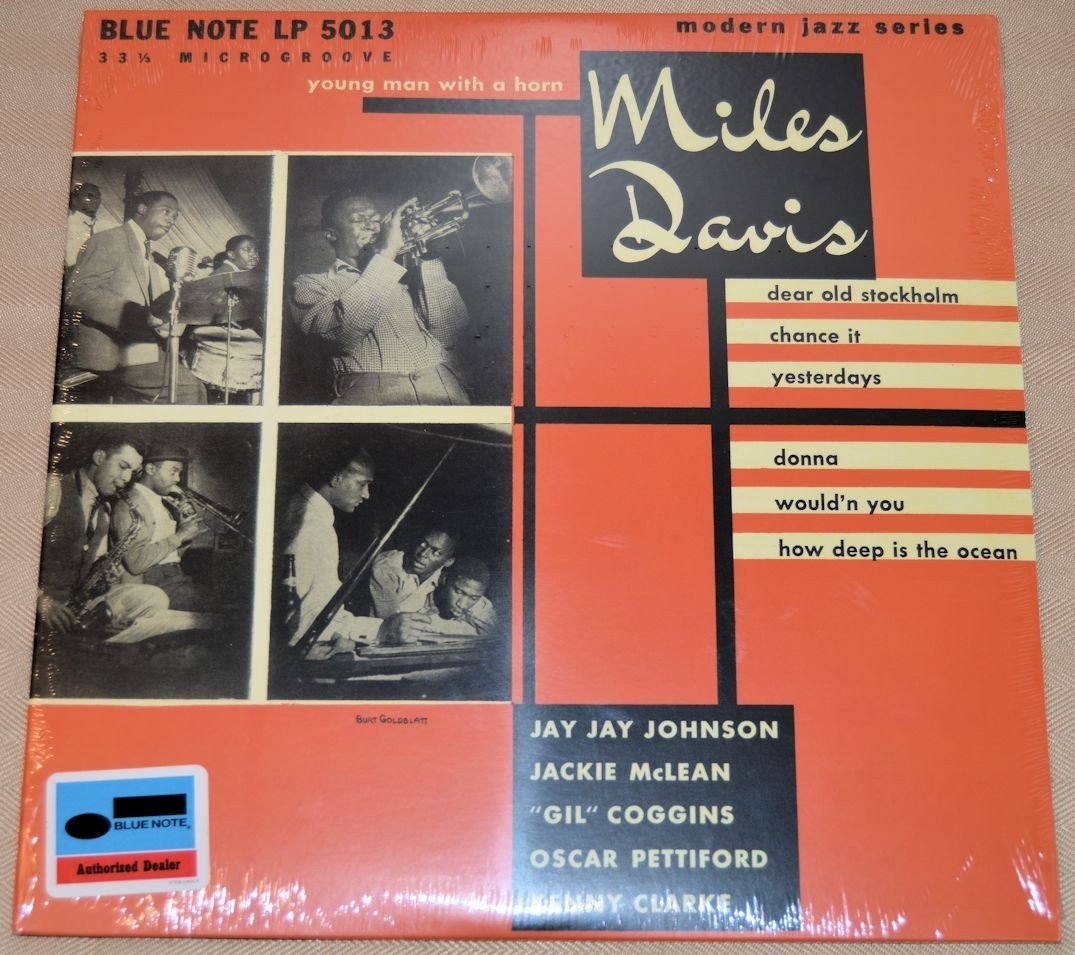 BLUE NOTE LP 5013
modern jazz series
33⅓ MICROGROOVE
young man with a horn
Miles
Davis
dear old stockholm
chance it
yesterdays
donna
would'n you
how deep is the ocean
BURT GOLDBLATT
JAY JAY JOHNSON
JACKIE McLEAN
"GIL" COGGINS
OSCAR PETTIFORD
KENNY CLARKE
BLUE NOTE
Authorized Dealer